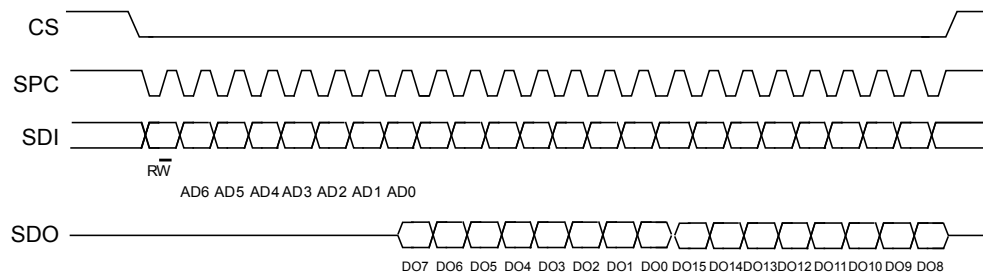 CS
SPC
SDI
RW
AD6 AD5 AD4 AD3 AD2 AD1 AD0
SDO
DO7 DO6 DO5 DO4 DO3 DO2 DO1 DO0 DO15 DO14 DO13 DO12 DO11 DO10 DO9 DO8